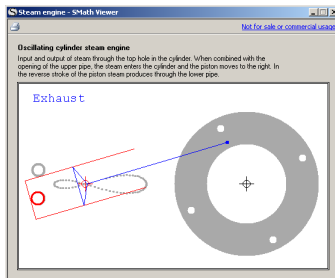 Steam engine - SMath Viewer
Not for sale or commercial usage
Oscillating cylinder steam engine
Input and output of steam through the top hole in the cylinder. When combined with the
opening of the upper pipe, the steam enters the cylinder and the piston moves to the right. In
the reverse stroke of the piston steam produces through the lower pipe.
Exhaust